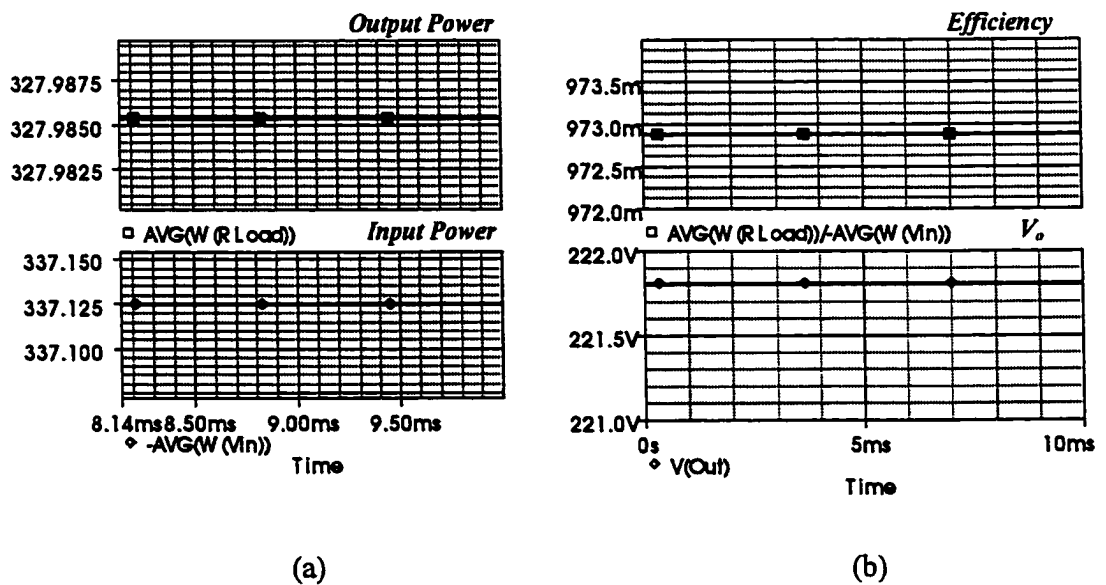 Output Power
327.9875
327.9850
327.9825
AVG(W(R Load))
Input Power
337.150
337.125
337.100
8.14ms 8.50ms 9.00ms 9.50ms
-AVG(W(Vin))
Time
(a)
Efficiency
973.5m
973.0m
972.5m
972.0m
AVG(W(R Load))/-AVG(W(Vin))
Vo
222.0V
221.5V
221.0V
0s 5ms 10ms
V(Out)
Time
(b)